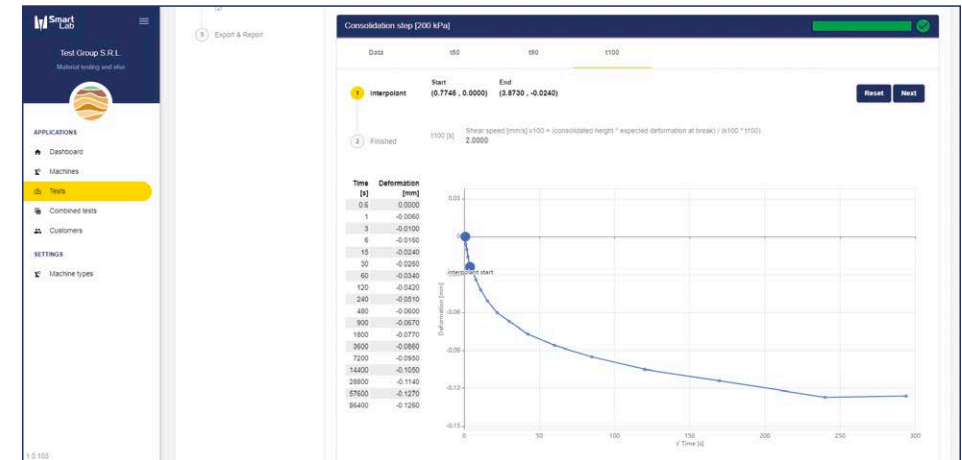 Smart
Lab
Test Group S.R.L.
Material testing and else
APPLICATIONS
Dashboard
Machines
Tests
Combined tests
Customers
SETTINGS
Machine types
1.0.103
5 Export & Report
Consolidation step [200 kPa]
Data t50 t90 t100
1 Interpolant
Start End
(0.7746 , 0.0000) (3.8730 , -0.0240)
Reset Next
2 Finished
t100 [s] Shear speed [mm/s] v100 = (consolidated height * expected deformation at break) / (k100 * t100)
2.0000
Time Deformation
[s] [mm]
0.6 0.0000
1 -0.0060
3 -0.0100
6 -0.0160
15 -0.0240
30 -0.0260
60 -0.0340
120 -0.0420
240 -0.0510
480 -0.0600
900 -0.0670
1800 -0.0770
3600 -0.0860
7200 -0.0950
14400 -0.1050
28800 -0.1140
57600 -0.1270
86400 -0.1260
0.03
0
interpolant start
-0.06
-0.09
-0.12
-0.15
Deformation [mm]
0 50 100 150 200 250 300
√ Time [s]